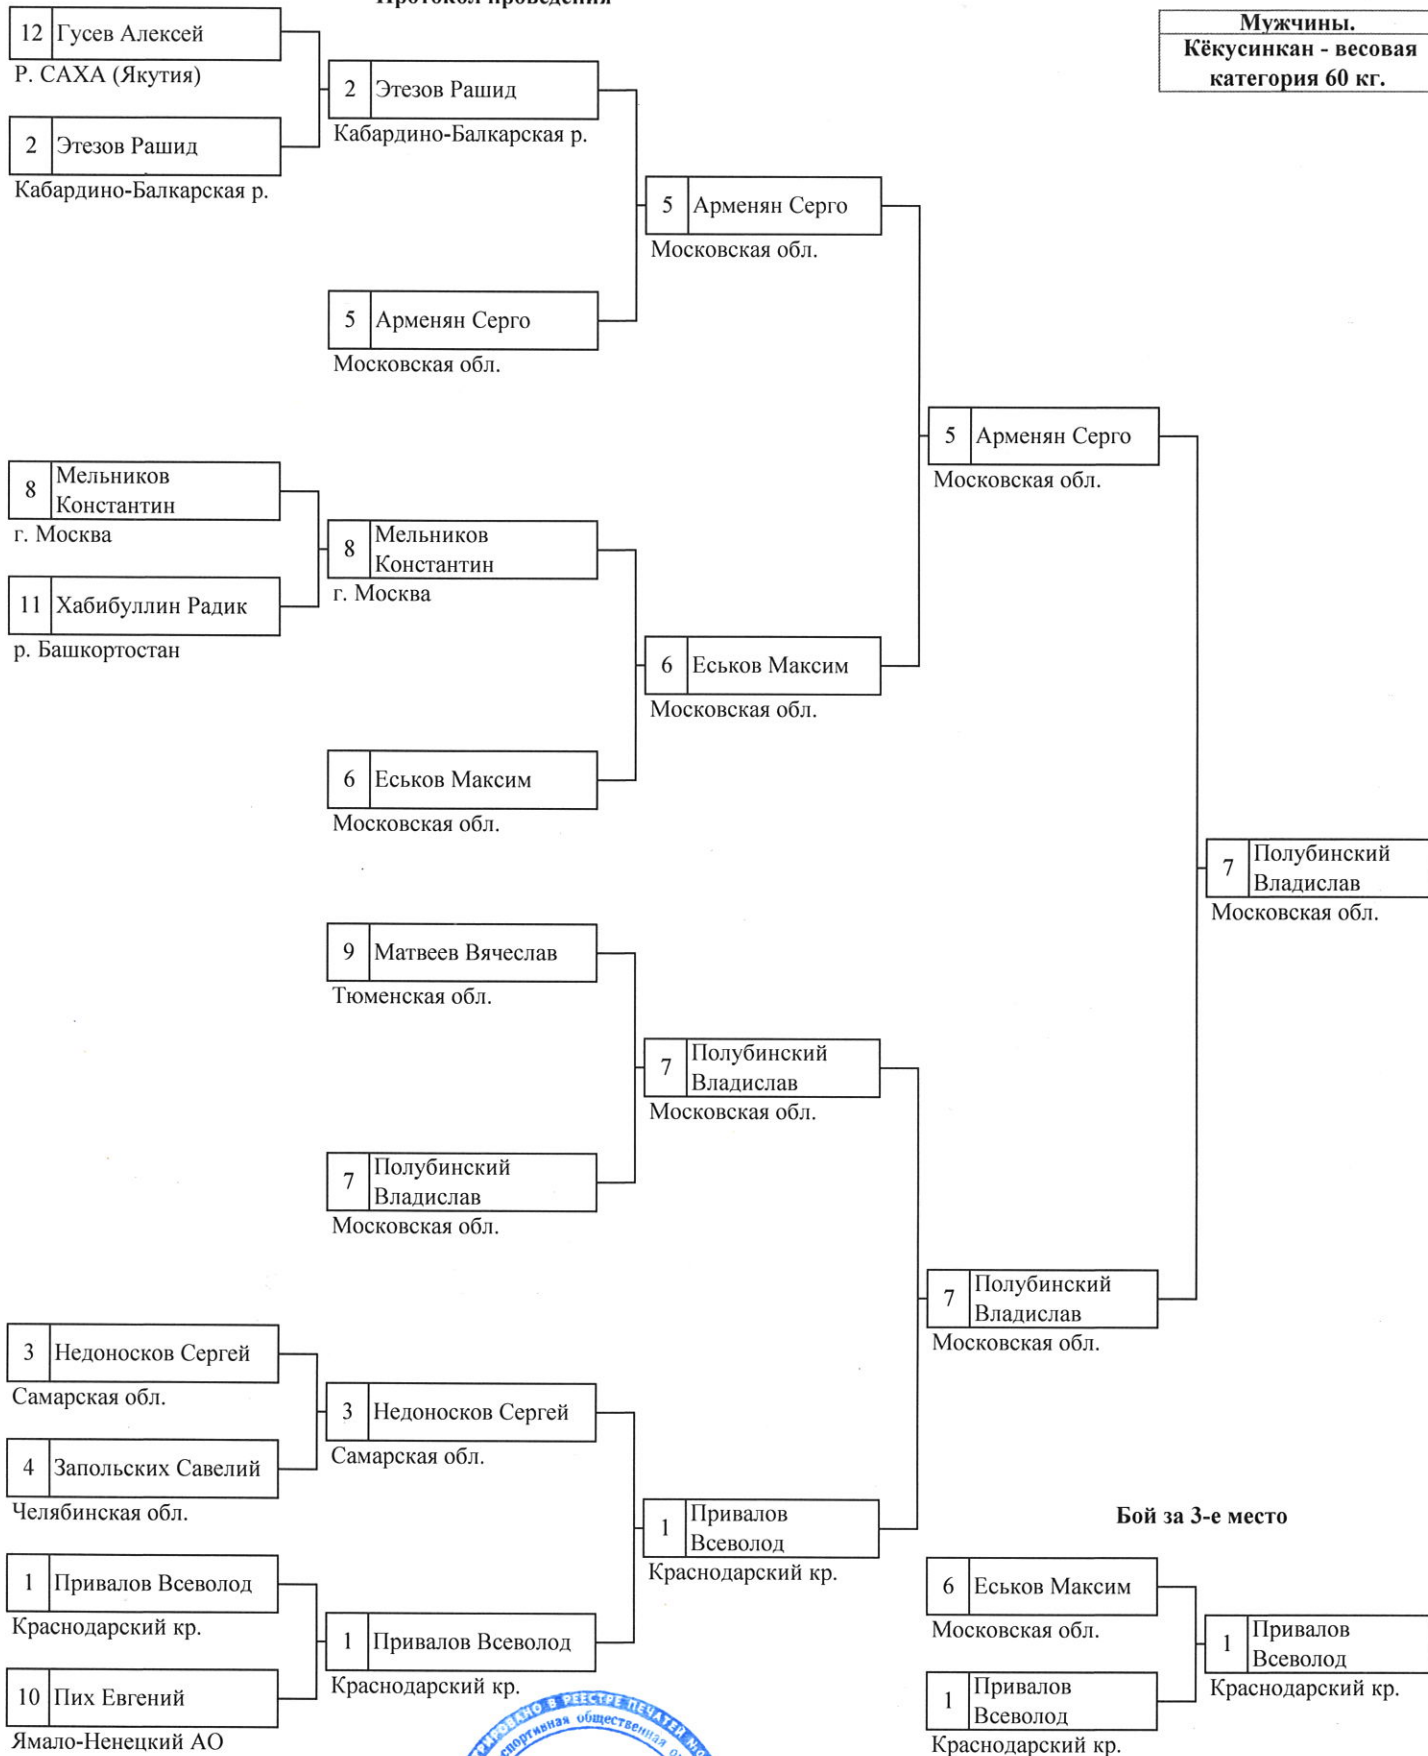 Протокол проведения
Мужчины.
Кёкусинкан - весовая
категория 60 кг.
12 Гусев Алексей
Р. САХА (Якутия)
2 Этезов Рашид
Кабардино-Балкарская р.
2 Этезов Рашид
Кабардино-Балкарская р.
5 Арменян Серго
Московская обл.
5 Арменян Серго
Московская обл.
8 Мельников
Константин
г. Москва
11 Хабибуллин Радик
р. Башкортостан
8 Мельников
Константин
г. Москва
6 Еськов Максим
Московская обл.
6 Еськов Максим
Московская обл.
5 Арменян Серго
Московская обл.
9 Матвеев Вячеслав
Тюменская обл.
7 Полубинский
Владислав
Московская обл.
7 Полубинский
Владислав
Московская обл.
3 Недоносков Сергей
Самарская обл.
4 Запольских Савелий
Челябинская обл.
3 Недоносков Сергей
Самарская обл.
1 Привалов Всеволод
Краснодарский кр.
10 Пих Евгений
Ямало-Ненецкий АО
1 Привалов Всеволод
Краснодарский кр.
1 Привалов
Всеволод
Краснодарский кр.
7 Полубинский
Владислав
Московская обл.
7 Полубинский
Владислав
Московская обл.
Бой за 3-е место
6 Еськов Максим
Московская обл.
1 Привалов
Всеволод
Краснодарский кр.
1 Привалов
Всеволод
Краснодарский кр.
В РЕЕСТРЕ ПЕЧАТЕЙ
спортивная общественная